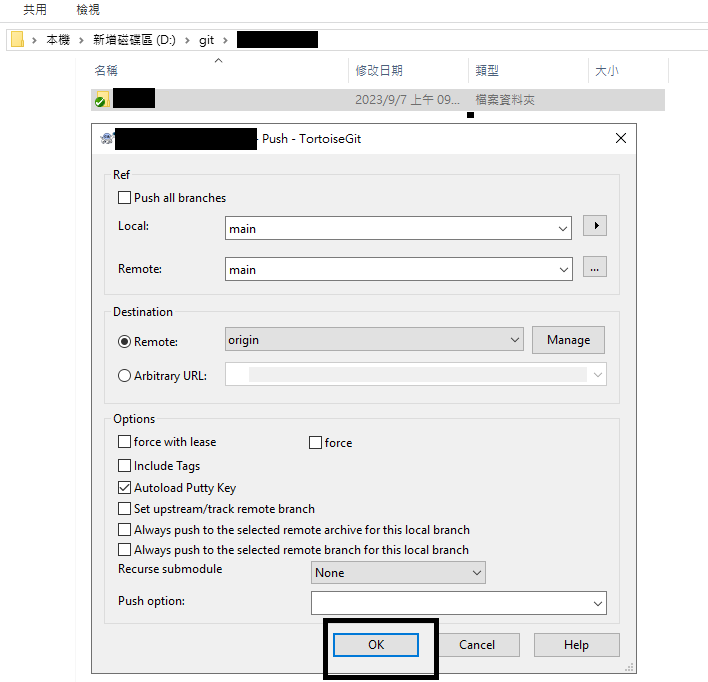 共用 檢視
本機 新增磁碟區 (D:) git
名稱 修改日期 類型 大小
2023/9/7 上午 09... 檔案資料夾
- Push - TortoiseGit
Ref
Push all branches
Local: main
Remote: main ...
Destination
Remote: origin Manage
Arbitrary URL:
Options
force with lease force
Include Tags
Autoload Putty Key
Set upstream/track remote branch
Always push to the selected remote archive for this local branch
Always push to the selected remote branch for this local branch
Recurse submodule None
Push option:
OK Cancel Help